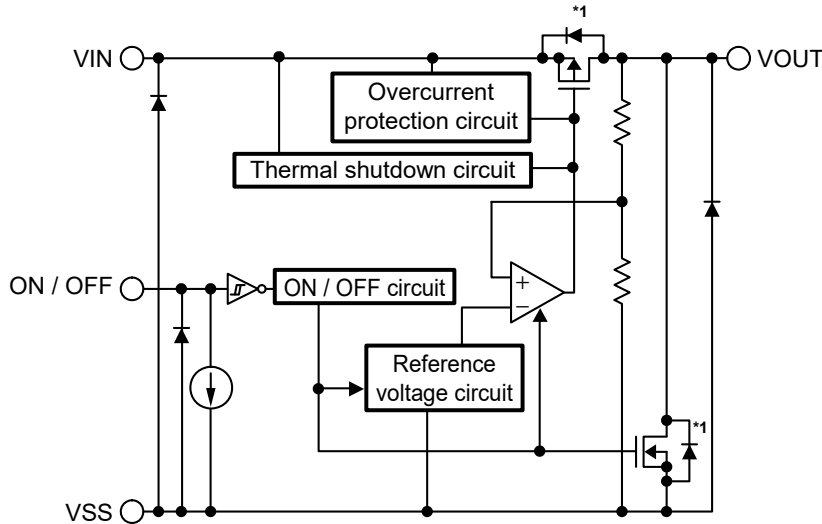 *1
VIN
VOUT
Overcurrent
protection circuit
Thermal shutdown circuit
ON / OFF
ON / OFF circuit
+
−
Reference
voltage circuit
*1
VSS